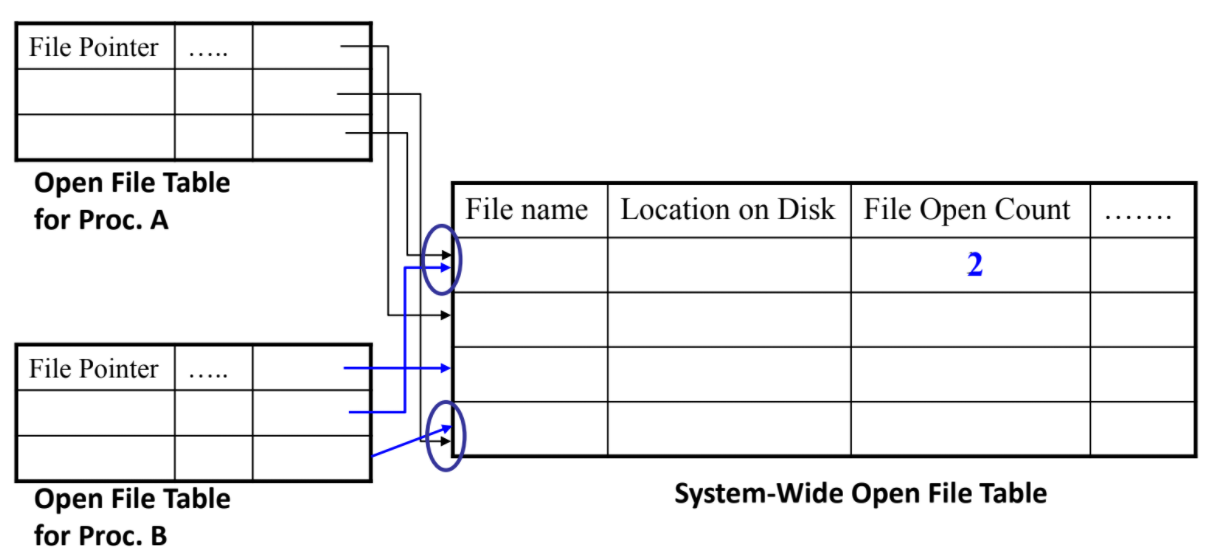 File Pointer …..
Open File Table
for Proc. A
File name Location on Disk File Open Count …….
2
File Pointer …..
Open File Table
for Proc. B
System-Wide Open File Table